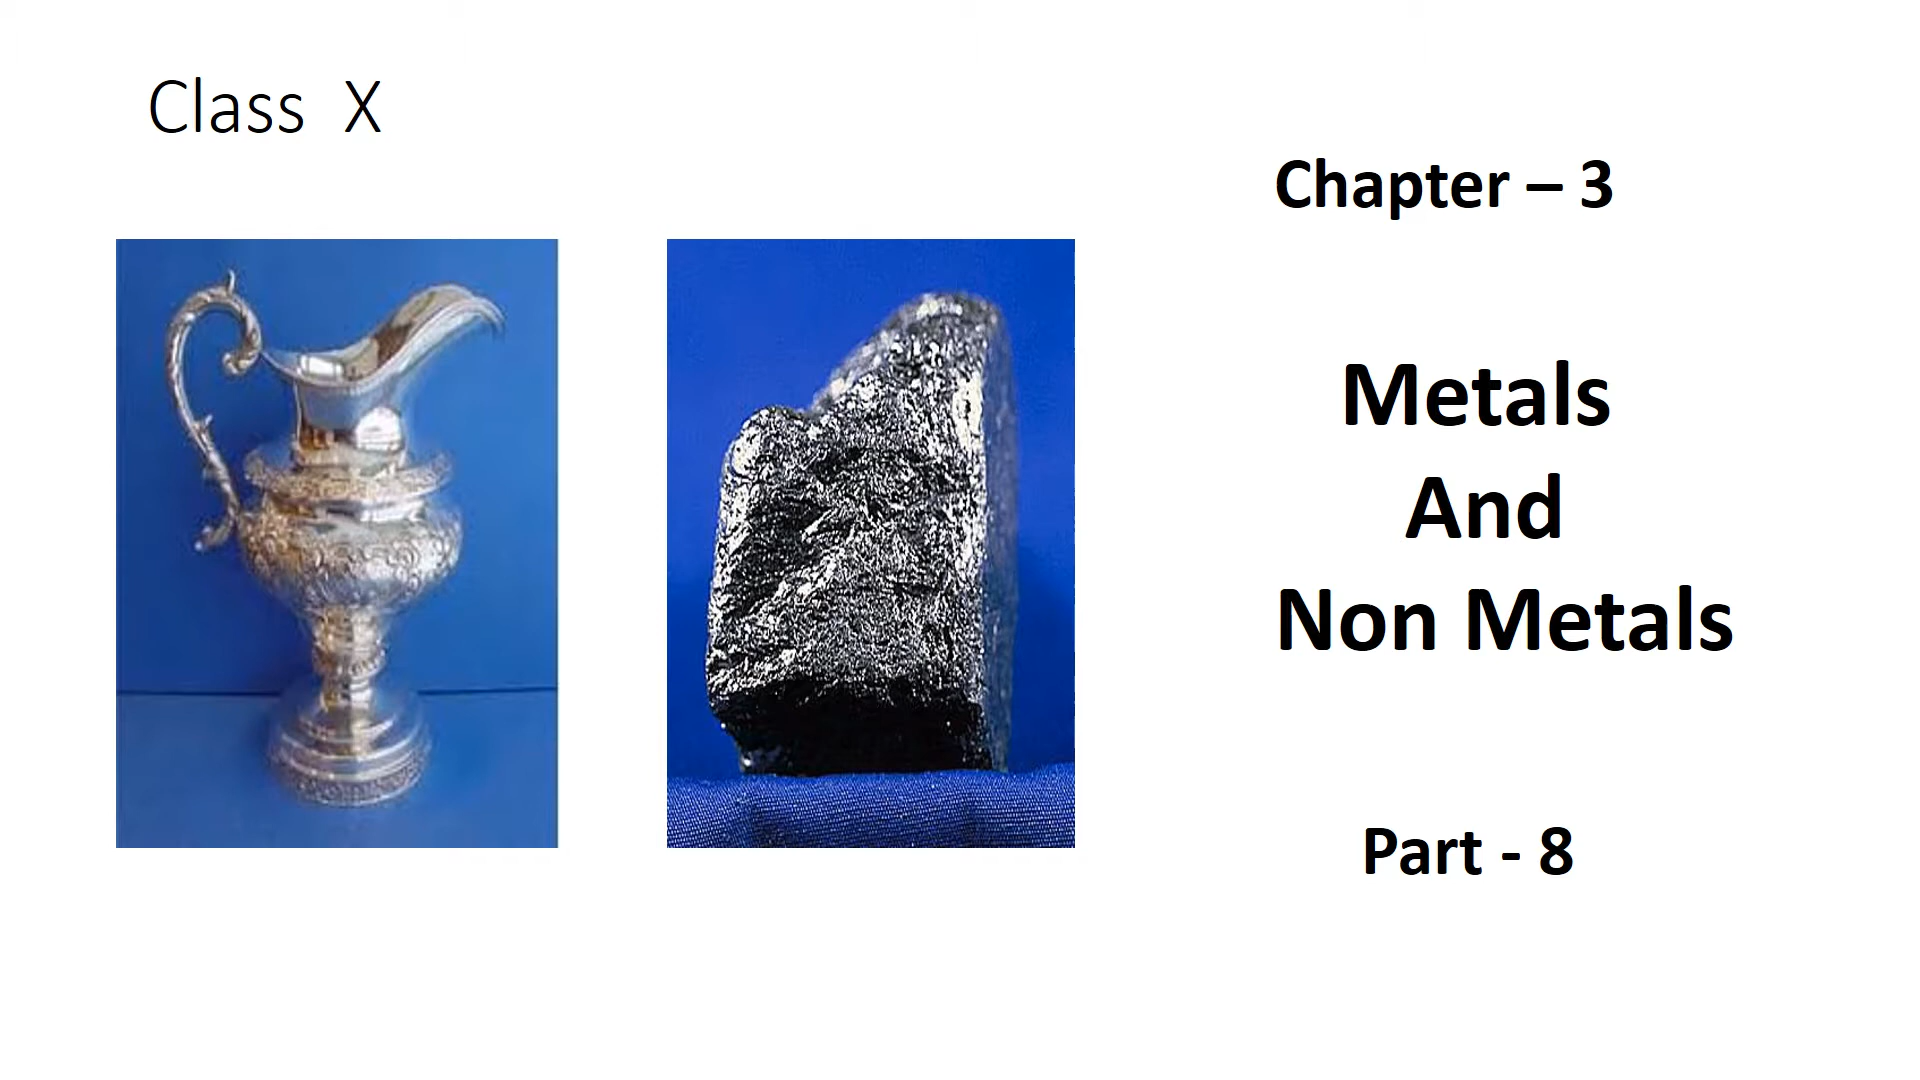 Class X
Chapter – 3
Metals
And
Non Metals
Part - 8